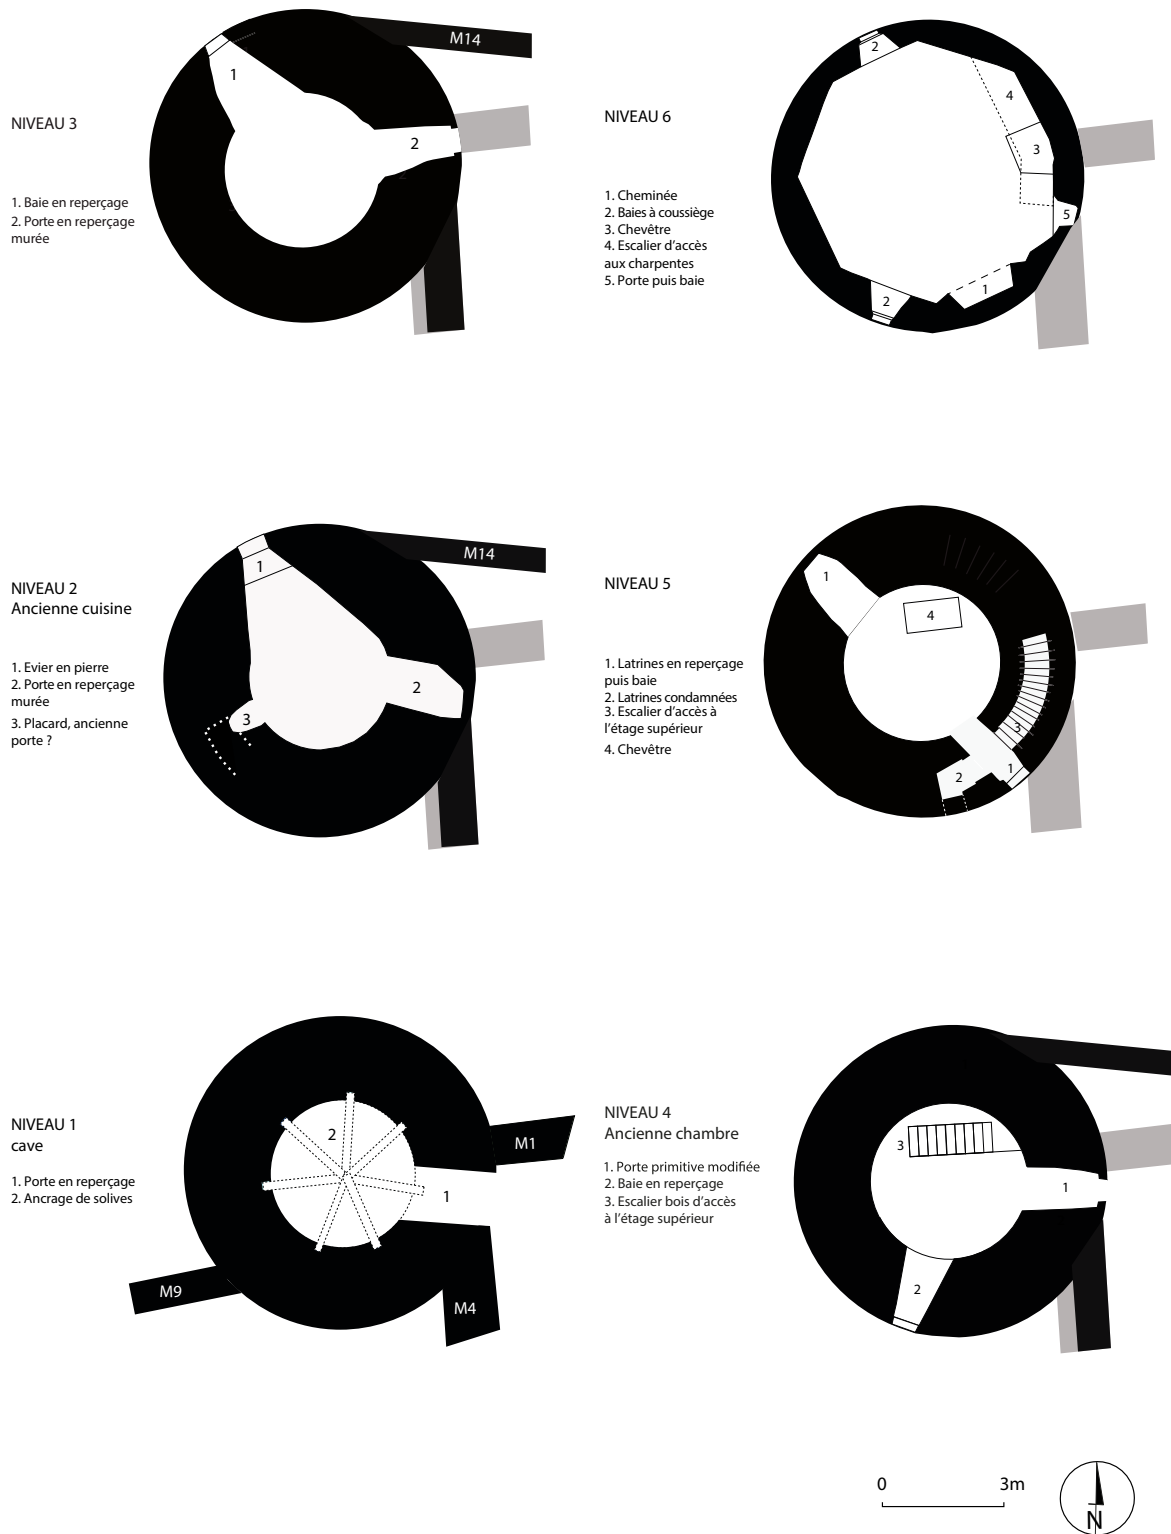 NIVEAU 3
1. Baie en reperçage
2. Porte en reperçage
murée
1
2
M14
NIVEAU 6
1. Cheminée
2. Baies à coussiège
3. Chevêtre
4. Escalier d'accès
aux charpentes
5. Porte puis baie
2
4
3
5
1
2
NIVEAU 2
Ancienne cuisine
1. Evier en pierre
2. Porte en reperçage
murée
3. Placard, ancienne
porte ?
1
M14
2
3
NIVEAU 5
1. Latrines en reperçage
puis baie
2. Latrines condamnées
3. Escalier d'accès à
l'étage supérieur
4. Chevêtre
1
4
3
1
2
NIVEAU 1
cave
1. Porte en reperçage
2. Ancrage de solives
2
1
M1
M9
M4
NIVEAU 4
Ancienne chambre
1. Porte primitive modifiée
2. Baie en reperçage
3. Escalier bois d'accès
à l'étage supérieur
3
1
2
0 3m
N